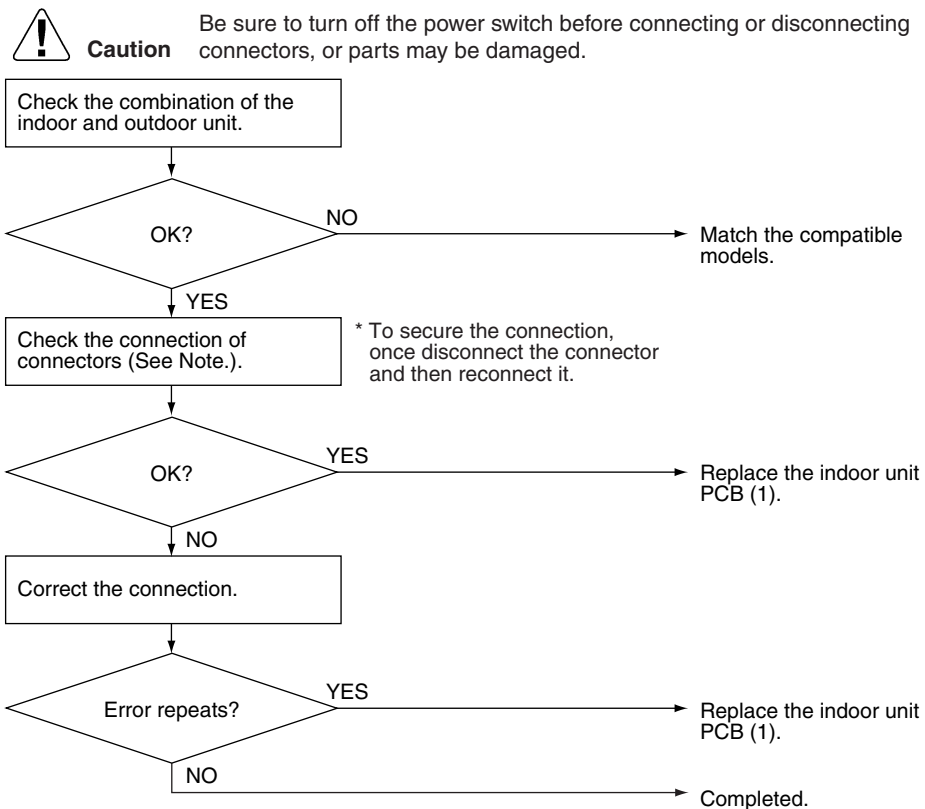 Be sure to turn off the power switch before connecting or disconnecting
Caution connectors, or parts may be damaged.
Check the combination of the
indoor and outdoor unit.
OK?
NO
Match the compatible
models.
YES
Check the connection of
connectors (See Note.).
* To secure the connection,
once disconnect the connector
and then reconnect it.
OK?
YES
Replace the indoor unit
PCB (1).
NO
Correct the connection.
Error repeats?
YES
Replace the indoor unit
PCB (1).
NO
Completed.